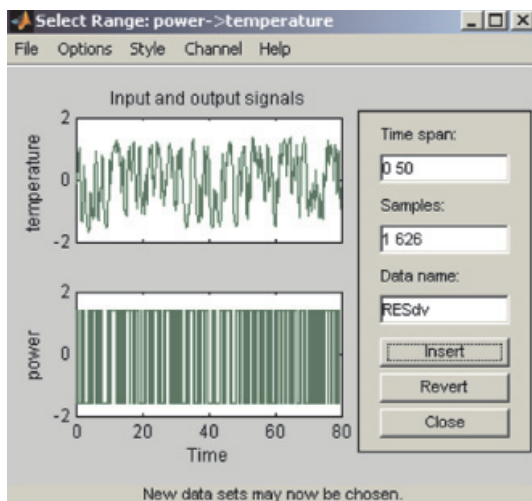 Select Range: power->temperature
File Options Style Channel Help
Input and output signals
temperature
2
0
-2
power
2
0
-2
0 20 40 60 80
Time
Time span:
0 50
Samples:
1 626
Data name:
RESdv
Insert
Revert
Close
New data sets may now be chosen.